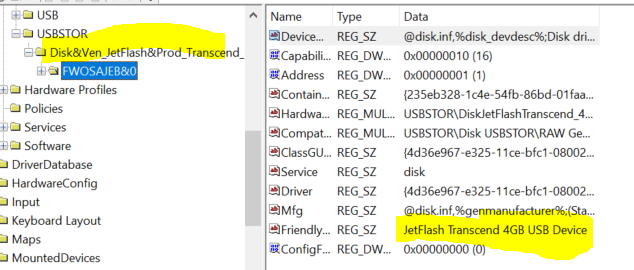 USB
USBSTOR
Disk&Ven_JetFlash&Prod_Transcend_
FWOSAJEB&0
Hardware Profiles
Policies
Services
Software
DriverDatabase
HardwareConfig
Input
Keyboard Layout
Maps
MountedDevices
Name Type Data
Device... REG_SZ @disk.inf,%disk_devdesc%;Disk dri...
Capabili... REG_DW... 0x00000010 (16)
Address REG_DW... 0x00000001 (1)
Contain... REG_SZ {235eb328-1c4e-54fb-86bd-01faa...
Hardwa... REG_MUL... USBSTOR\DiskJetFlashTranscend_4...
Compat... REG_MUL... USBSTOR\Disk USBSTOR\RAW Ge...
ClassGU... REG_SZ {4d36e967-e325-11ce-bfc1-08002...
Service REG_SZ disk
Driver REG_SZ {4d36e967-e325-11ce-bfc1-08002...
Mfg REG_SZ @disk.inf,%genmanufacturer%;(Sta...
Friendly... REG_SZ JetFlash Transcend 4GB USB Device
ConfigF... REG_DW... 0x00000000 (0)